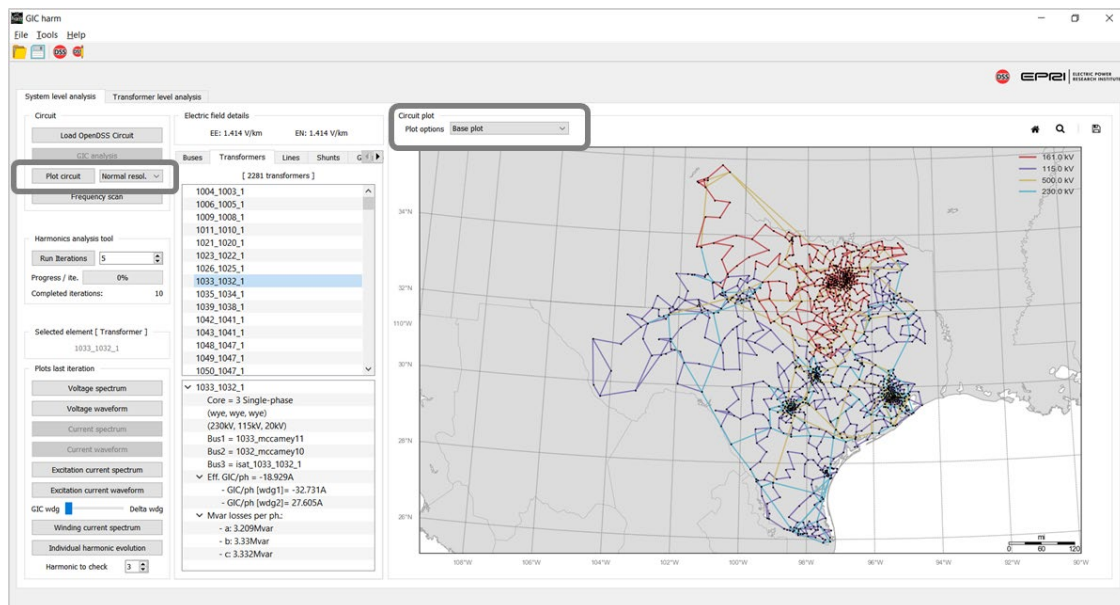 GIC harm
File Tools Help
DSS
DSS EPRI ELECTRIC POWER
RESEARCH INSTITUTE
System level analysis Transformer level analysis
Circuit
Load OpenDSS Circuit
GIC analysis
Plot circuit Normal resol.
Frequency scan
Harmonics analysis tool
Run Iterations 5
Progress / ite. 0%
Completed iterations: 10
Selected element [ Transformer ]
1033_1032_1
Plots last iteration
Voltage spectrum
Voltage waveform
Current spectrum
Current waveform
Excitation current spectrum
Excitation current waveform
GIC wdg Delta wdg
Winding current spectrum
Individual harmonic evolution
Harmonic to check 3
Electric field details
EE: 1.414 V/km EN: 1.414 V/km
Buses Transformers Lines Shunts G
[ 2281 transformers ]
1004_1003_1
1006_1005_1
1009_1008_1
1011_1010_1
1021_1020_1
1023_1022_1
1026_1025_1
1033_1032_1
1035_1034_1
1039_1038_1
1042_1041_1
1043_1041_1
1048_1047_1
1049_1047_1
1050_1047_1
1033_1032_1
Core = 3 Single-phase
(wye, wye, wye)
(230kV, 115kV, 20kV)
Bus1 = 1033_mccamey11
Bus2 = 1032_mccamey10
Bus3 = isat_1033_1032_1
Eff. GIC/ph = -18.929A
- GIC/ph [wdg1]= -32.731A
- GIC/ph [wdg2]= 27.605A
Mvar losses per ph.:
- a: 3.209Mvar
- b: 3.33Mvar
- c: 3.332Mvar
Circuit plot
Plot options Base plot
161.0 kV
115.0 kV
500.0 kV
230.0 kV
34°N
32°N
110°W
30°N
28°N
26°N
108°W 106°W 104°W 102°W 100°W 98°W 96°W 94°W 92°W 90°W
mi
0 60 120